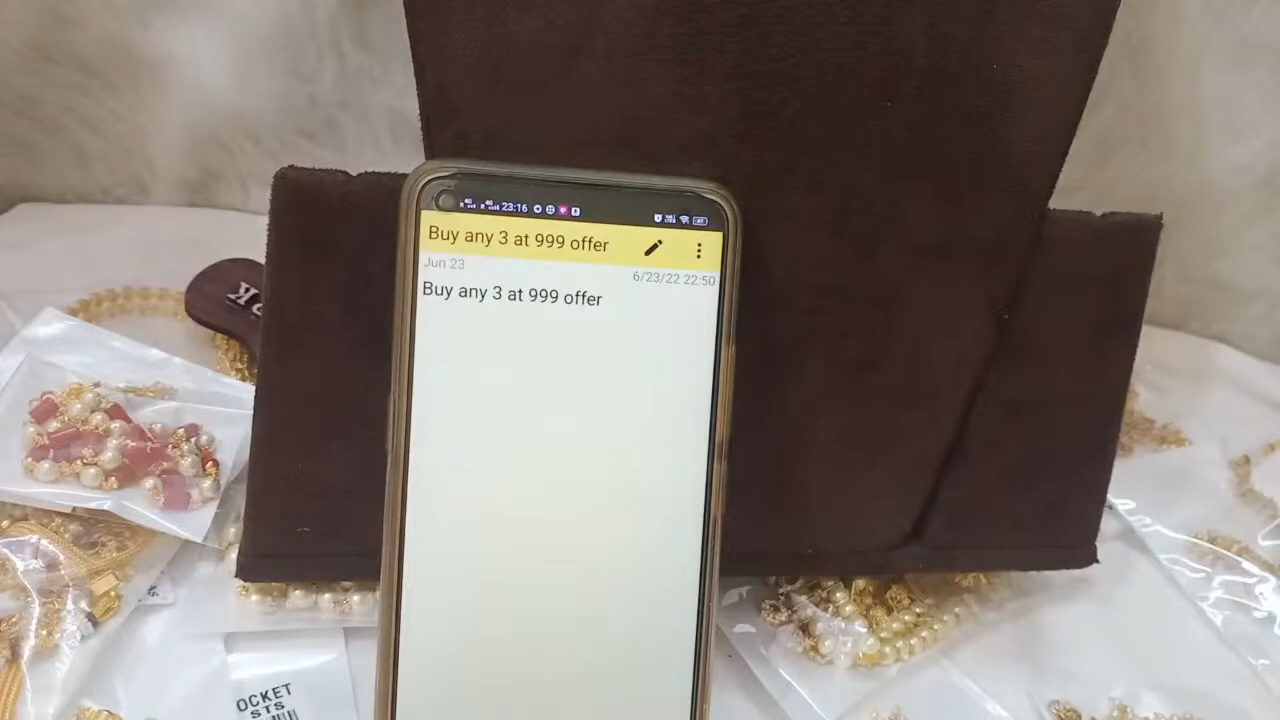 23:16
Buy any 3 at 999 offer
Jun 23
6/23/22 22:50
Buy any 3 at 999 offer
OCKET
STS